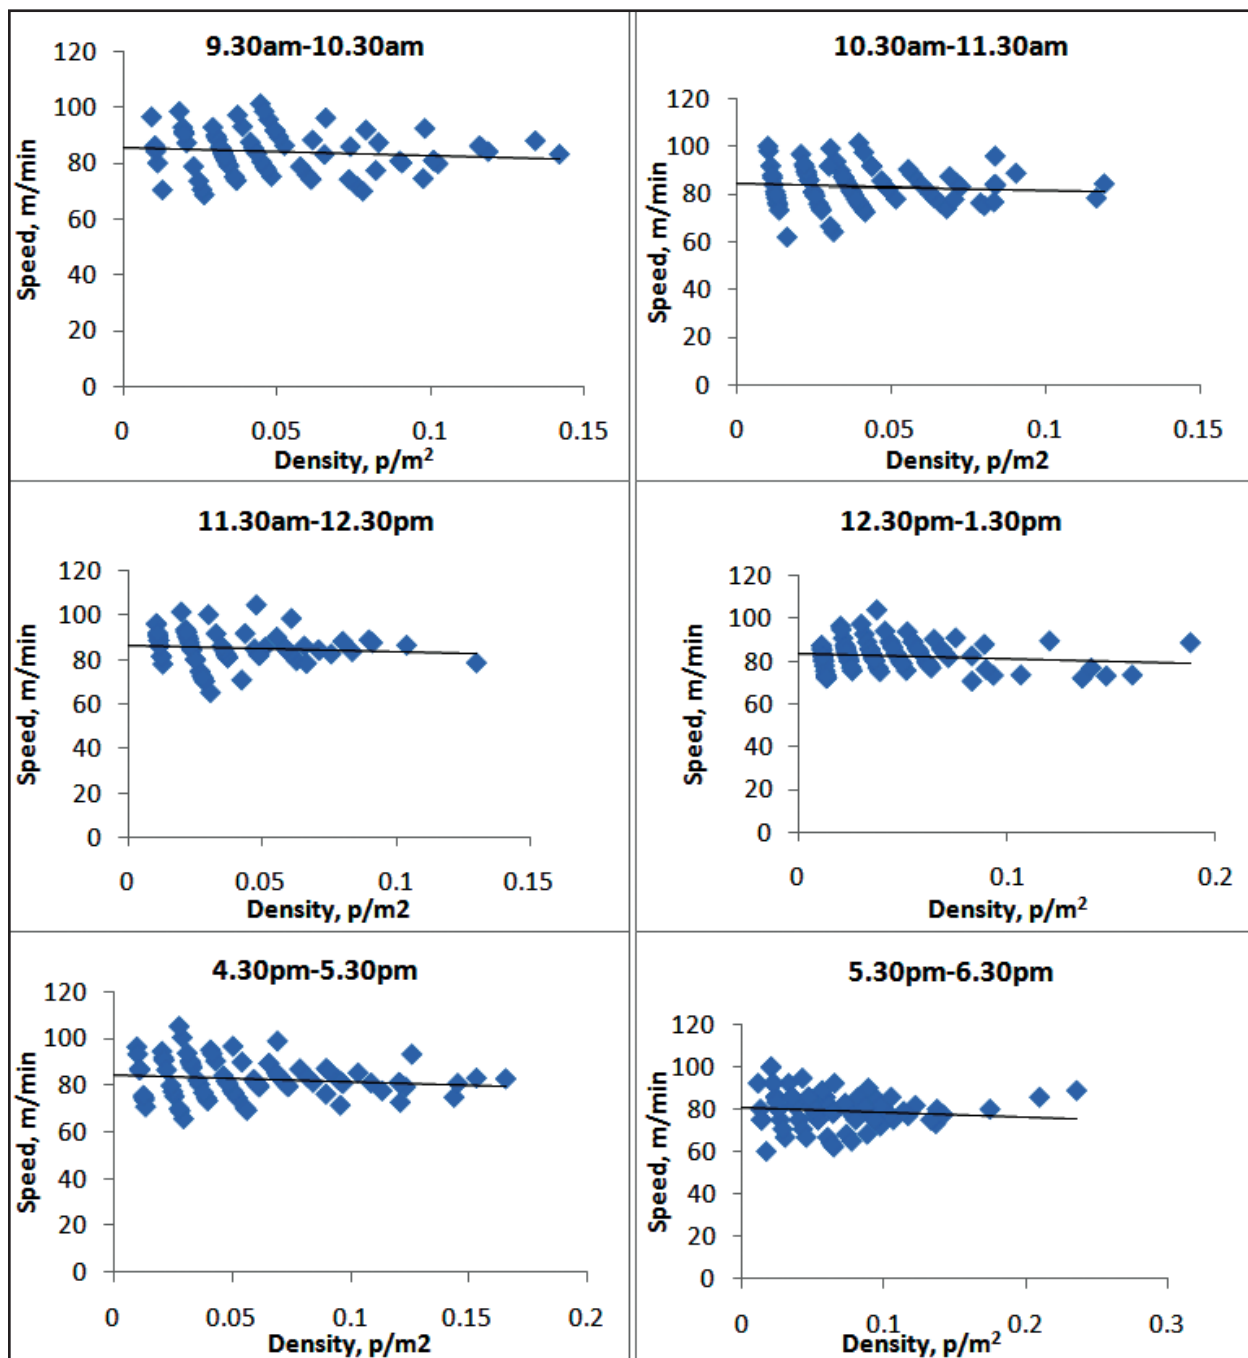 9.30am-10.30am
120
100
80
60
40
20
0
0 0.05 0.1 0.15
Speed, m/min
Density, p/m²
10.30am-11.30am
120
100
80
60
40
20
0
0 0.05 0.1 0.15
Speed, m/min
Density, p/m2
11.30am-12.30pm
120
100
80
60
40
20
0
0 0.05 0.1 0.15
Speed, m/min
Density, p/m2
12.30pm-1.30pm
120
100
80
60
40
20
0
0 0.1 0.2
Speed, m/min
Density, p/m²
4.30pm-5.30pm
120
100
80
60
40
20
0
0 0.05 0.1 0.15 0.2
Speed, m/min
Density, p/m2
5.30pm-6.30pm
120
100
80
60
40
20
0
0 0.1 0.2 0.3
Speed, m/min
Density, p/m²